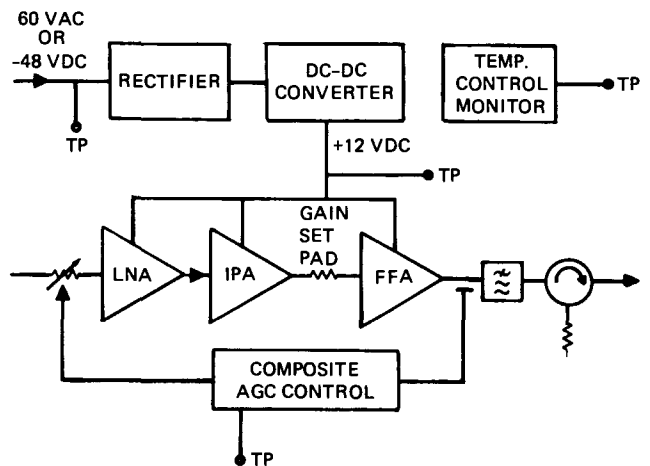 60 VAC
OR
-48 VDC
RECTIFIER
DC-DC
CONVERTER
TEMP.
CONTROL
MONITOR
TP
TP
+12 VDC
TP
GAIN
SET
PAD
LNA
IPA
FFA
COMPOSITE
AGC CONTROL
TP